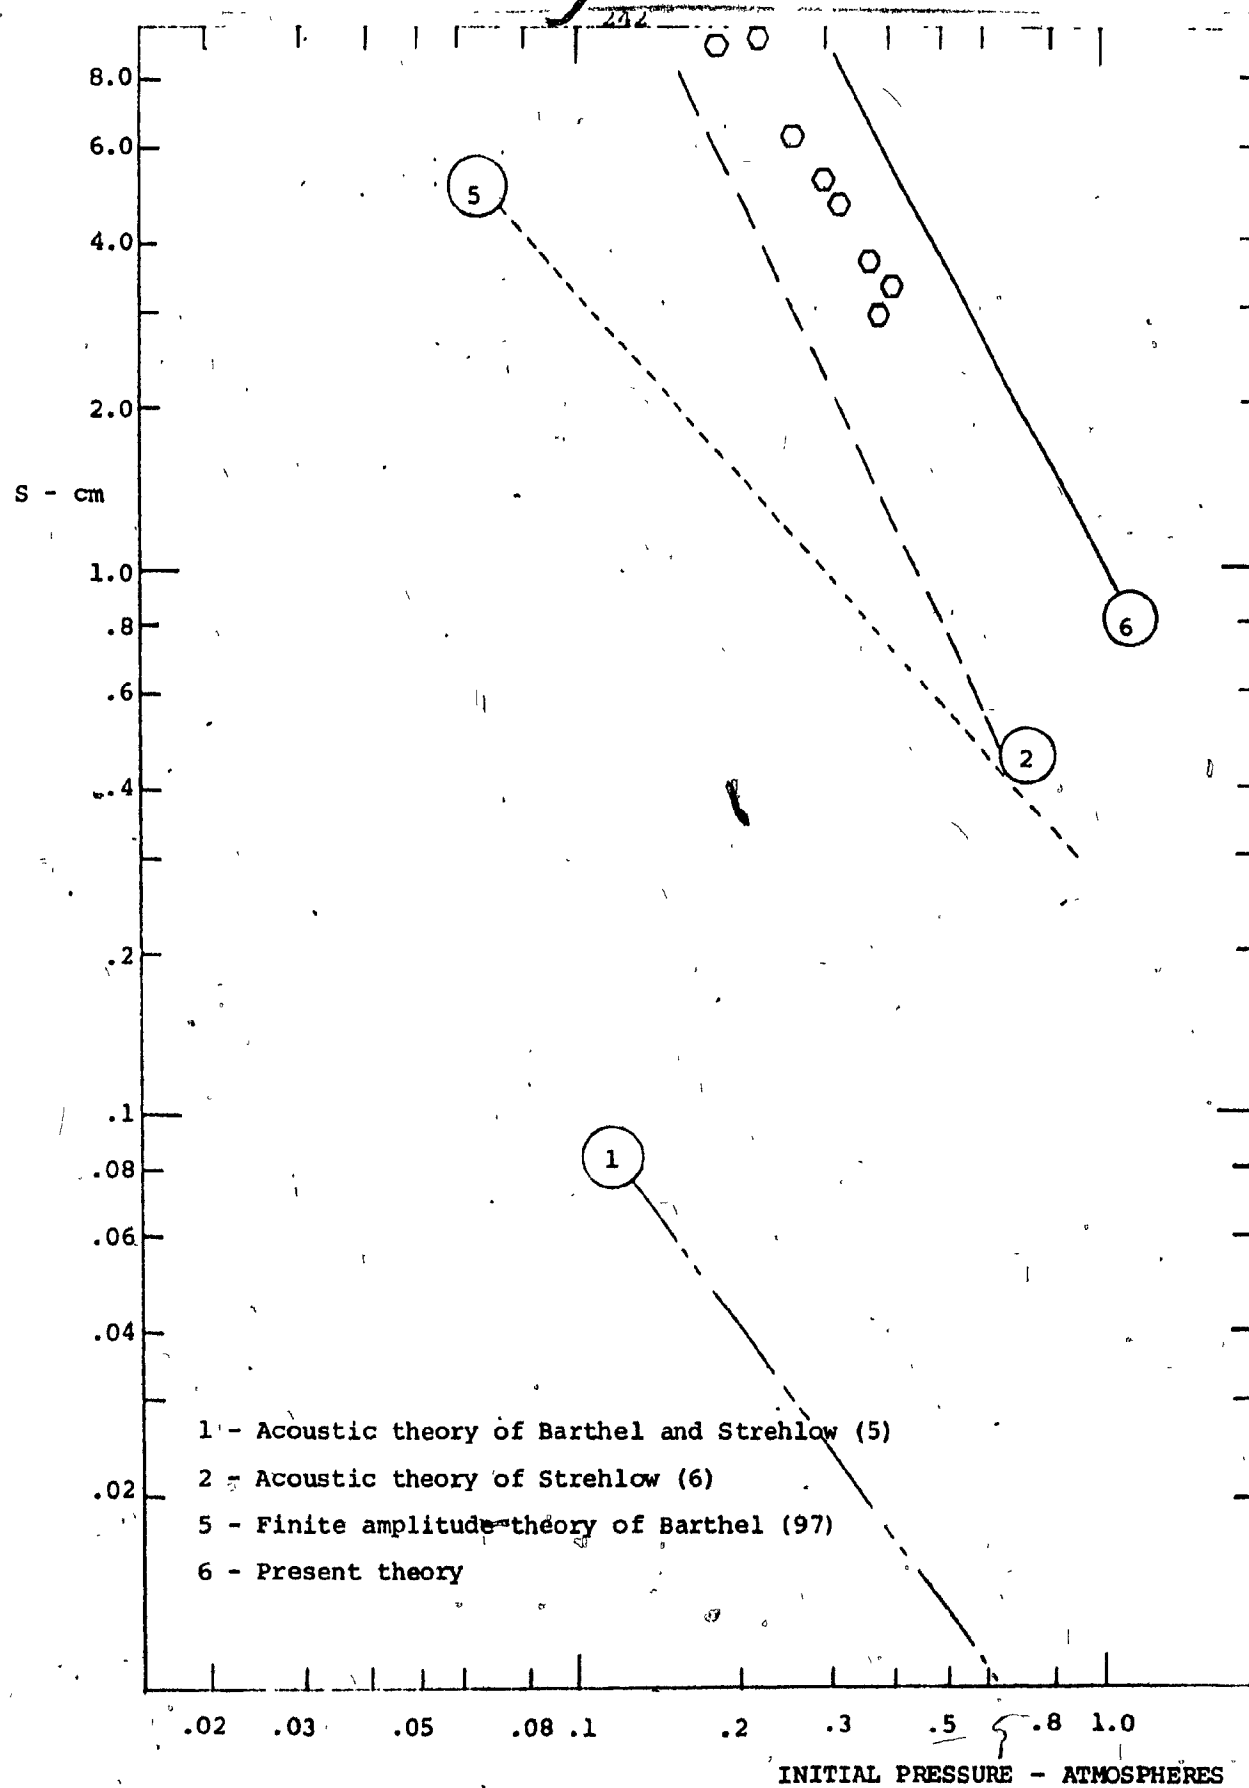 242
8.0
6.0
5
4.0
2.0
S - cm
1.0
.8
6
.6
2
.4
.2
.1
1
.08
.06
.04
1 - Acoustic theory of Barthel and Strehlow (5)
2 - Acoustic theory of Strehlow (6)
.02
5 - Finite amplitude theory of Barthel (97)
6 - Present theory
.02 .03 .05 .08 .1 .2 .3 .5 .8 1.0
INITIAL PRESSURE - ATMOSPHERES